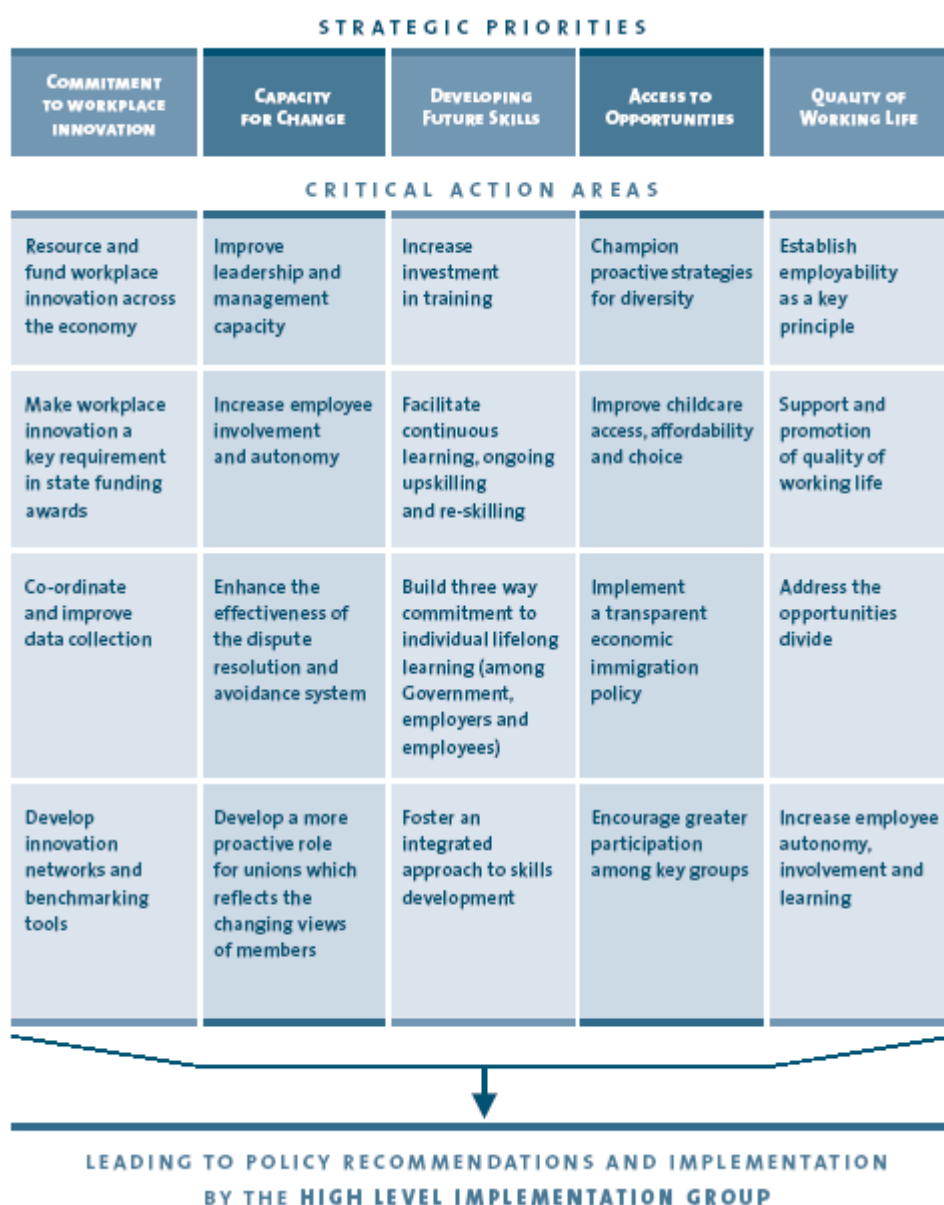 STRATEGIC PRIORITIES
COMMITMENT
TO WORKPLACE
INNOVATION
CAPACITY
FOR CHANGE
DEVELOPING
FUTURE SKILLS
ACCESS TO
OPPORTUNITIES
QUALITY OF
WORKING LIFE
CRITICAL ACTION AREAS
Resource and
fund workplace
innovation across
the economy
Improve
leadership and
management
capacity
Increase
investment
in training
Champion
proactive strategies
for diversity
Establish
employability
as a key
principle
Make workplace
innovation a
key requirement
in state funding
awards
Increase employee
involvement
and autonomy
Facilitate
continuous
learning, ongoing
upskilling
and re-skilling
Improve childcare
access, affordability
and choice
Support and
promotion
of quality of
working life
Co-ordinate
and improve
data collection
Enhance the
effectiveness of
the dispute
resolution and
avoidance system
Build three way
commitment to
individual lifelong
learning (among
Government,
employers and
employees)
Implement
a transparent
economic
immigration
policy
Address the
opportunities
divide
Develop
innovation
networks and
benchmarking
tools
Develop a more
proactive role
for unions which
reflects the
changing views
of members
Foster an
integrated
approach to skills
development
Encourage greater
participation
among key groups
Increase employee
autonomy,
involvement and
learning
LEADING TO POLICY RECOMMENDATIONS AND IMPLEMENTATION
BY THE HIGH LEVEL IMPLEMENTATION GROUP